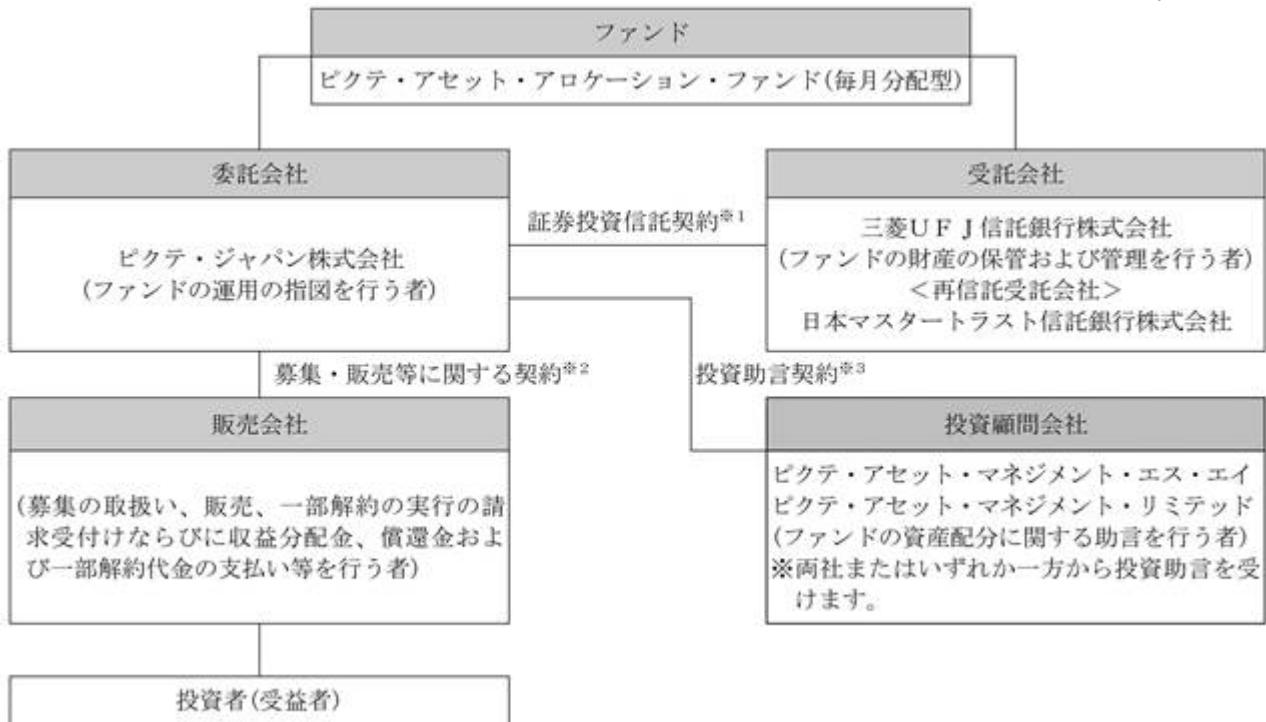 ファンド
ピクテ・アセット・アロケーション・ファンド(毎月分配型)
委託会社
ピクテ・ジャパン株式会社
(ファンドの運用の指図を行う者)
証券投資信託契約※1
受託会社
三菱UFJ信託銀行株式会社
(ファンドの財産の保管および管理を行う者)
<再信託受託会社>
日本マスタートラスト信託銀行株式会社
募集・販売等に関する契約※2
投資助言契約※3
販売会社
(募集の取扱い、販売、一部解約の実行の請
求受付けならびに収益分配金、償還金およ
び一部解約代金の支払い等を行う者)
投資顧問会社
ピクテ・アセット・マネジメント・エス・エイ
ピクテ・アセット・マネジメント・リミテッド
(ファンドの資産配分に関する助言を行う者)
※両社またはいずれか一方から投資助言を受
けます。
投資者(受益者)